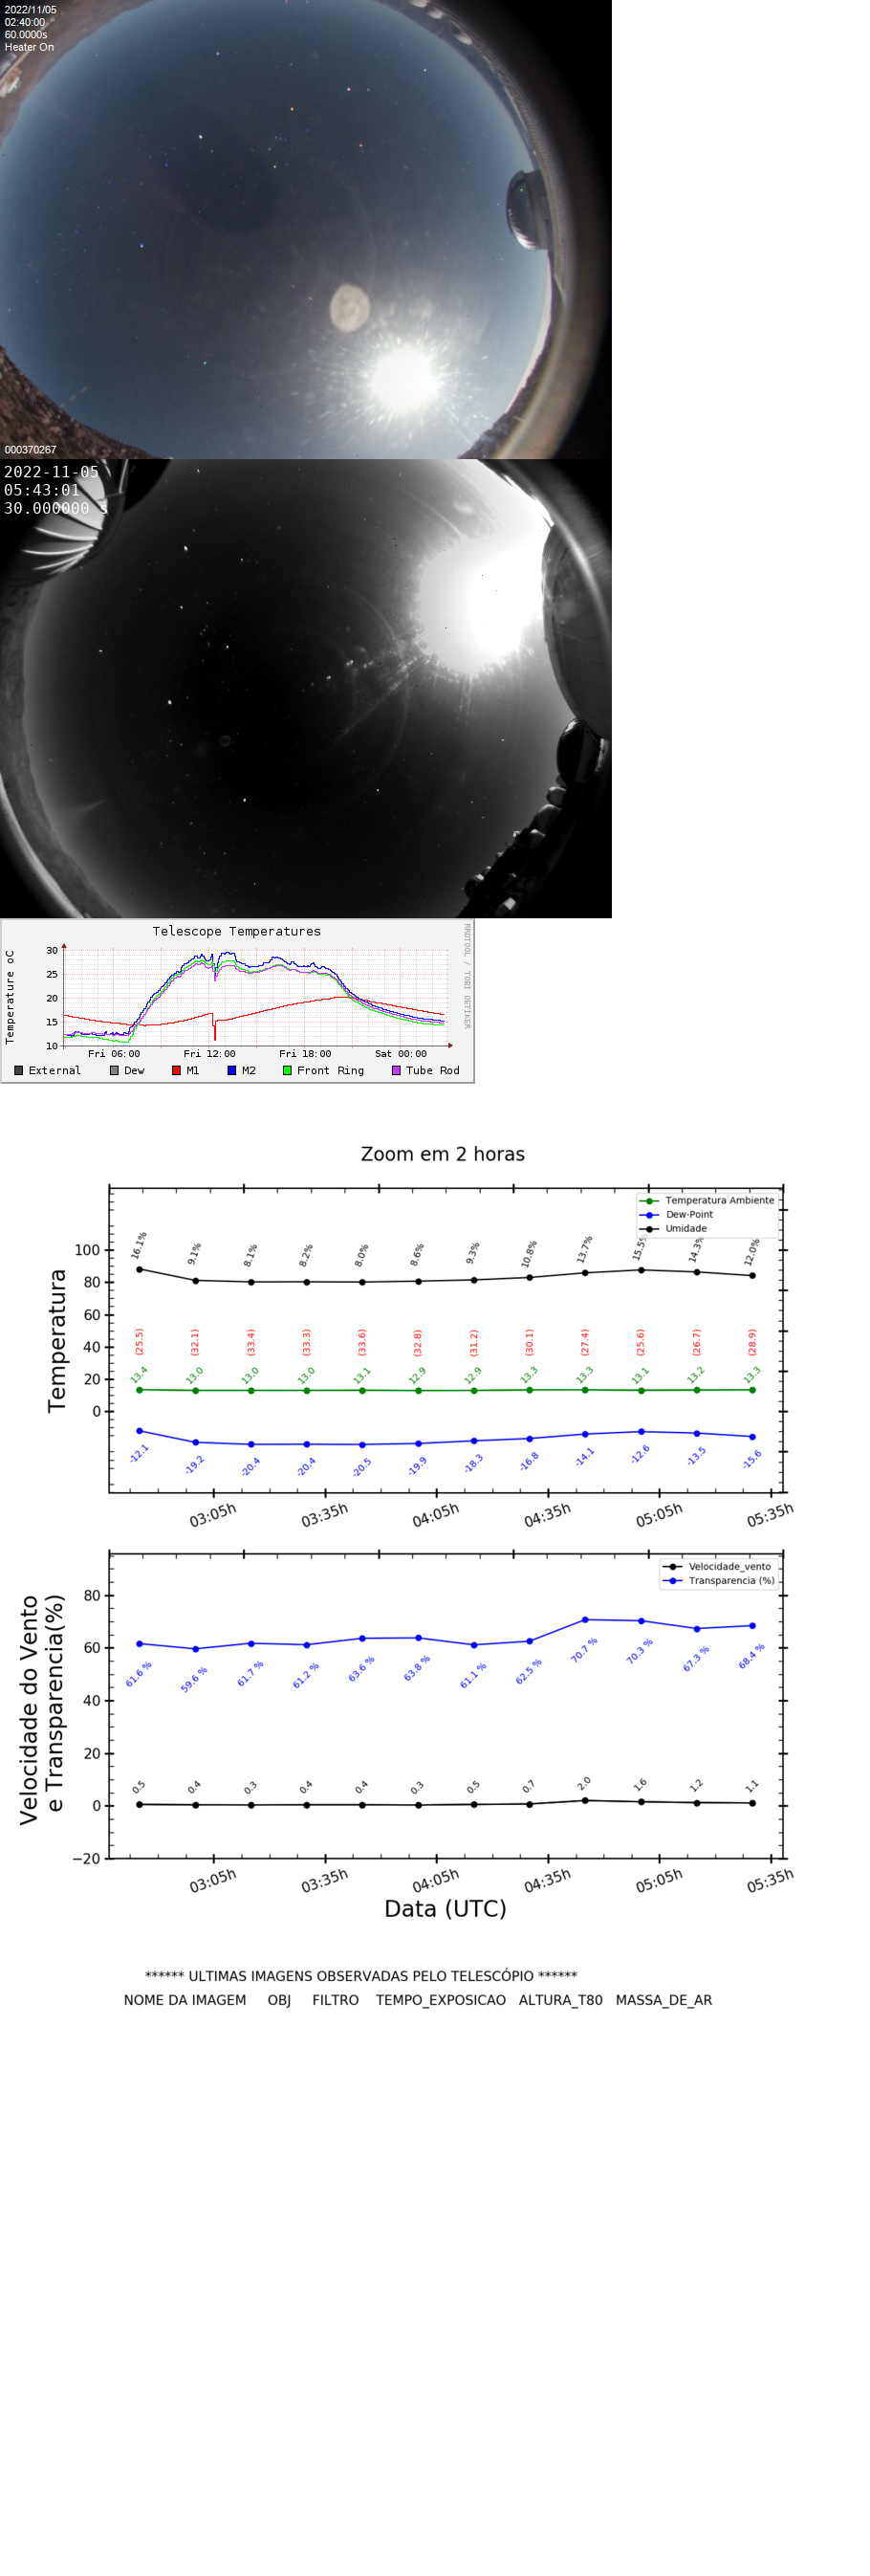 2022/11/05
02:40:00
60.0000s
Heater On
000370267
2022-11-05
05:43:01
30.000000 s
Telescope Temperatures
Temperature oC
RRDTOOL / TOBI OETIKER
30
25
20
15
10
Fri 06:00 Fri 12:00 Fri 18:00 Sat 00:00
External Dew M1 M2 Front Ring Tube Rod
Zoom em 2 horas
Temperatura
100
80
60
40
20
0
Temperatura Ambiente
Dew-Point
Umidade
16.1% 9.1% 8.1% 8.2% 8.0% 8.6% 9.3% 10.8% 13.7% 15.5% 14.3% 12.0%
(25.5) (32.1) (33.4) (33.3) (33.6) (32.8) (31.2) (30.1) (27.4) (25.6) (26.7) (28.9)
13.4 13.0 13.0 13.0 13.1 12.9 12.9 13.3 13.3 13.1 13.2 13.3
-12.1 -19.2 -20.4 -20.4 -20.5 -19.9 -18.3 -16.8 -14.1 -12.6 -13.5 -15.6
03:05h 03:35h 04:05h 04:35h 05:05h 05:35h
Velocidade do Vento
e Transparencia(%)
80
60
40
20
0
−20
Velocidade_vento
Transparencia (%)
61.6 % 59.6 % 61.7 % 61.2 % 63.6 % 63.8 % 61.1 % 62.5 % 70.7 % 70.3 % 67.3 % 68.4 %
0.5 0.4 0.3 0.4 0.4 0.3 0.5 0.7 2.0 1.6 1.2 1.1
03:05h 03:35h 04:05h 04:35h 05:05h 05:35h
Data (UTC)
****** ULTIMAS IMAGENS OBSERVADAS PELO TELESCÓPIO ******
NOME DA IMAGEM OBJ FILTRO TEMPO_EXPOSICAO ALTURA_T80 MASSA_DE_AR